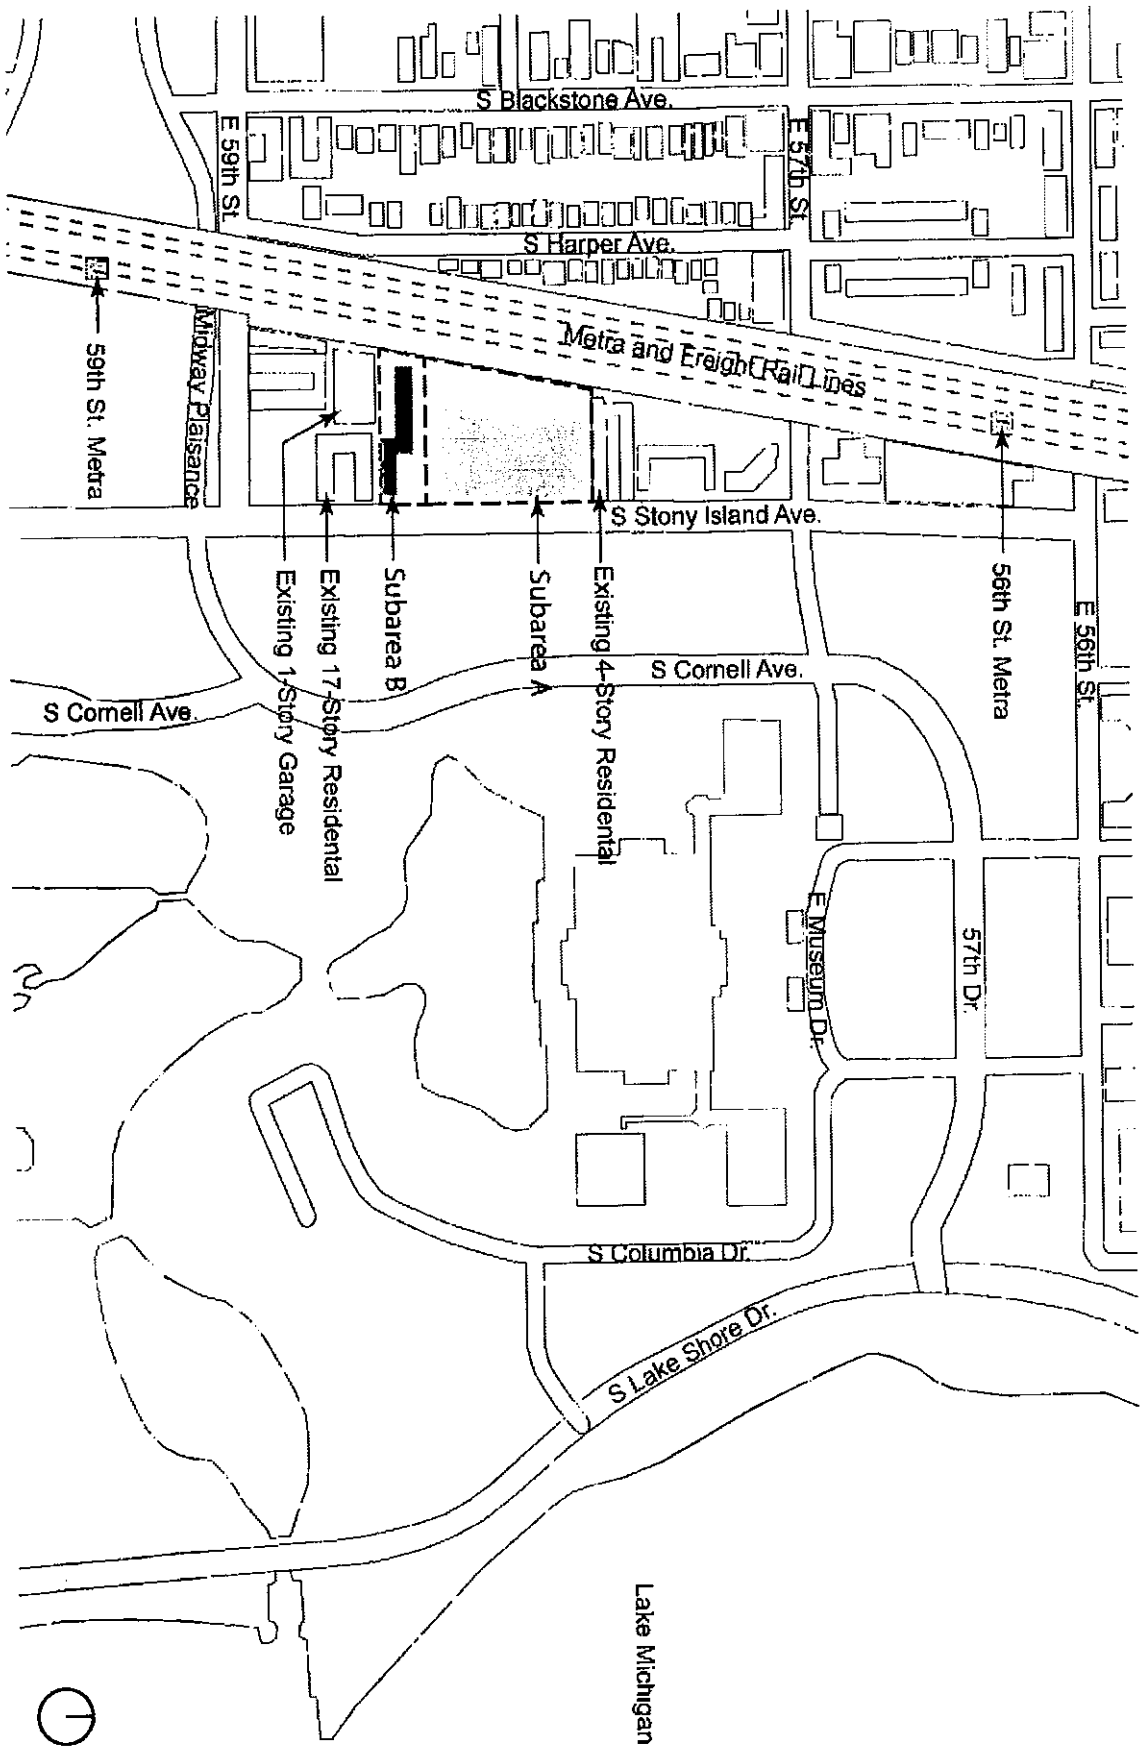 S Blackstone Ave.
E 59th St.
E 57th St.
S Harper Ave.
Metra and Freight Rail Lines
Midway Plaisance
59th St. Metra
S Stony Island Ave.
56th St. Metra
E 56th St.
Existing 4-Story Residental
Subarea A
Subarea B
Existing 17-Story Residental
Existing 1-Story Garage
S Cornell Ave.
S Cornell Ave.
E Museum Dr.
57th Dr.
S Columbia Dr.
S Lake Shore Dr.
Lake Michigan